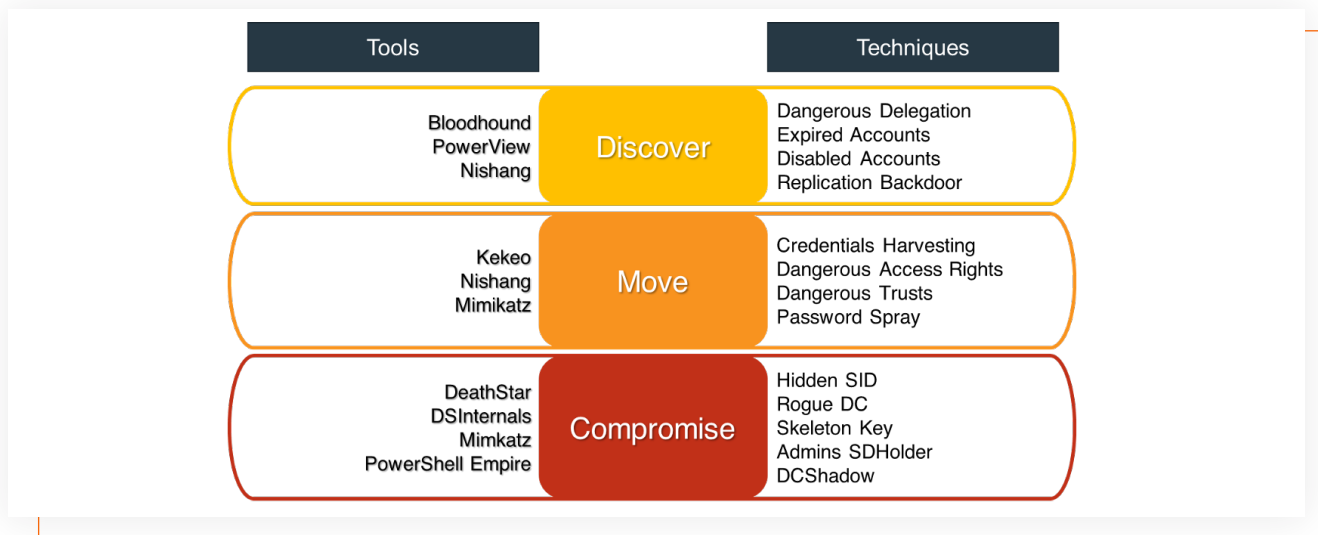 Tools
Techniques
Bloodhound
PowerView
Nishang
Discover
Dangerous Delegation
Expired Accounts
Disabled Accounts
Replication Backdoor
Kekeo
Nishang
Mimikatz
Move
Credentials Harvesting
Dangerous Access Rights
Dangerous Trusts
Password Spray
DeathStar
DSInternals
Mimkatz
PowerShell Empire
Compromise
Hidden SID
Rogue DC
Skeleton Key
Admins SDHolder
DCShadow